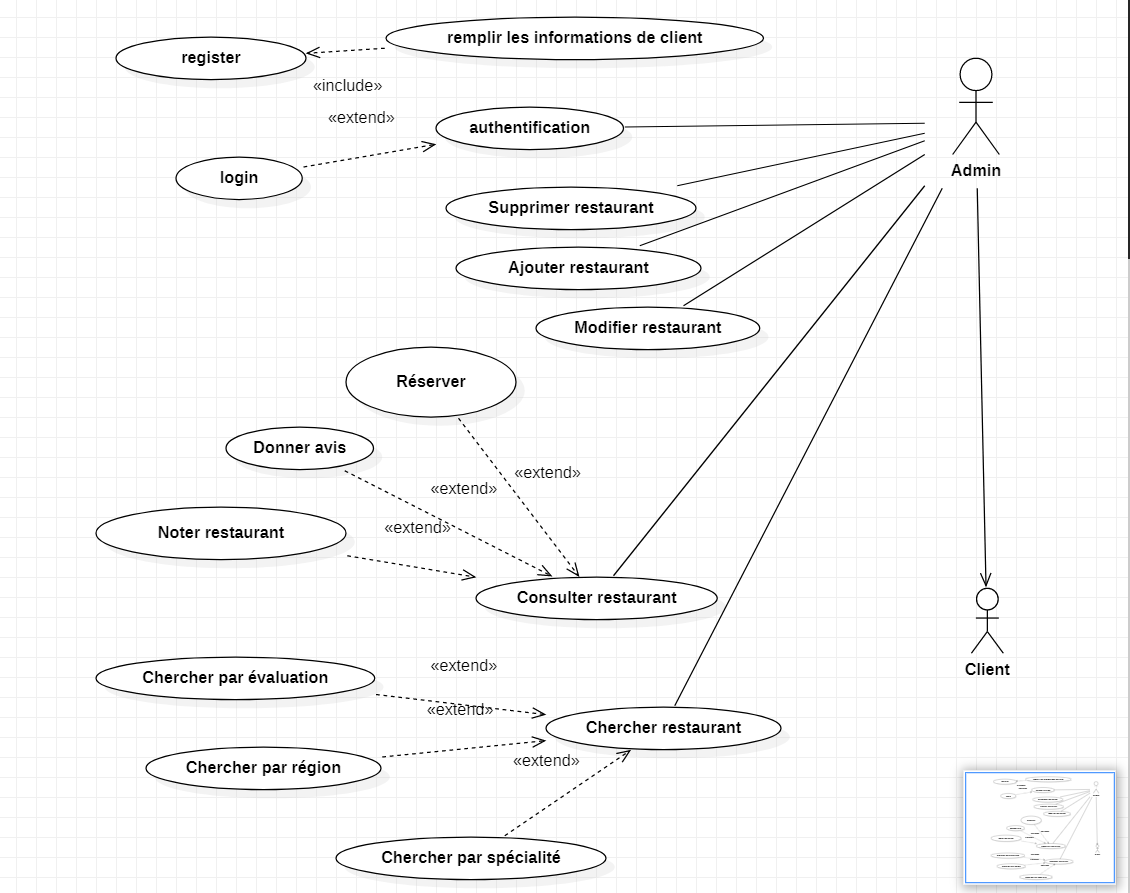 remplir les informations de client
register
«include»
«extend»
authentification
login
Admin
Supprimer restaurant
Ajouter restaurant
Modifier restaurant
Réserver
Donner avis
«extend»
«extend»
«extend»
Noter restaurant
Consulter restaurant
«extend»
Client
Chercher par évaluation
«extend»
Chercher restaurant
«extend»
Chercher par région
Chercher par spécialité